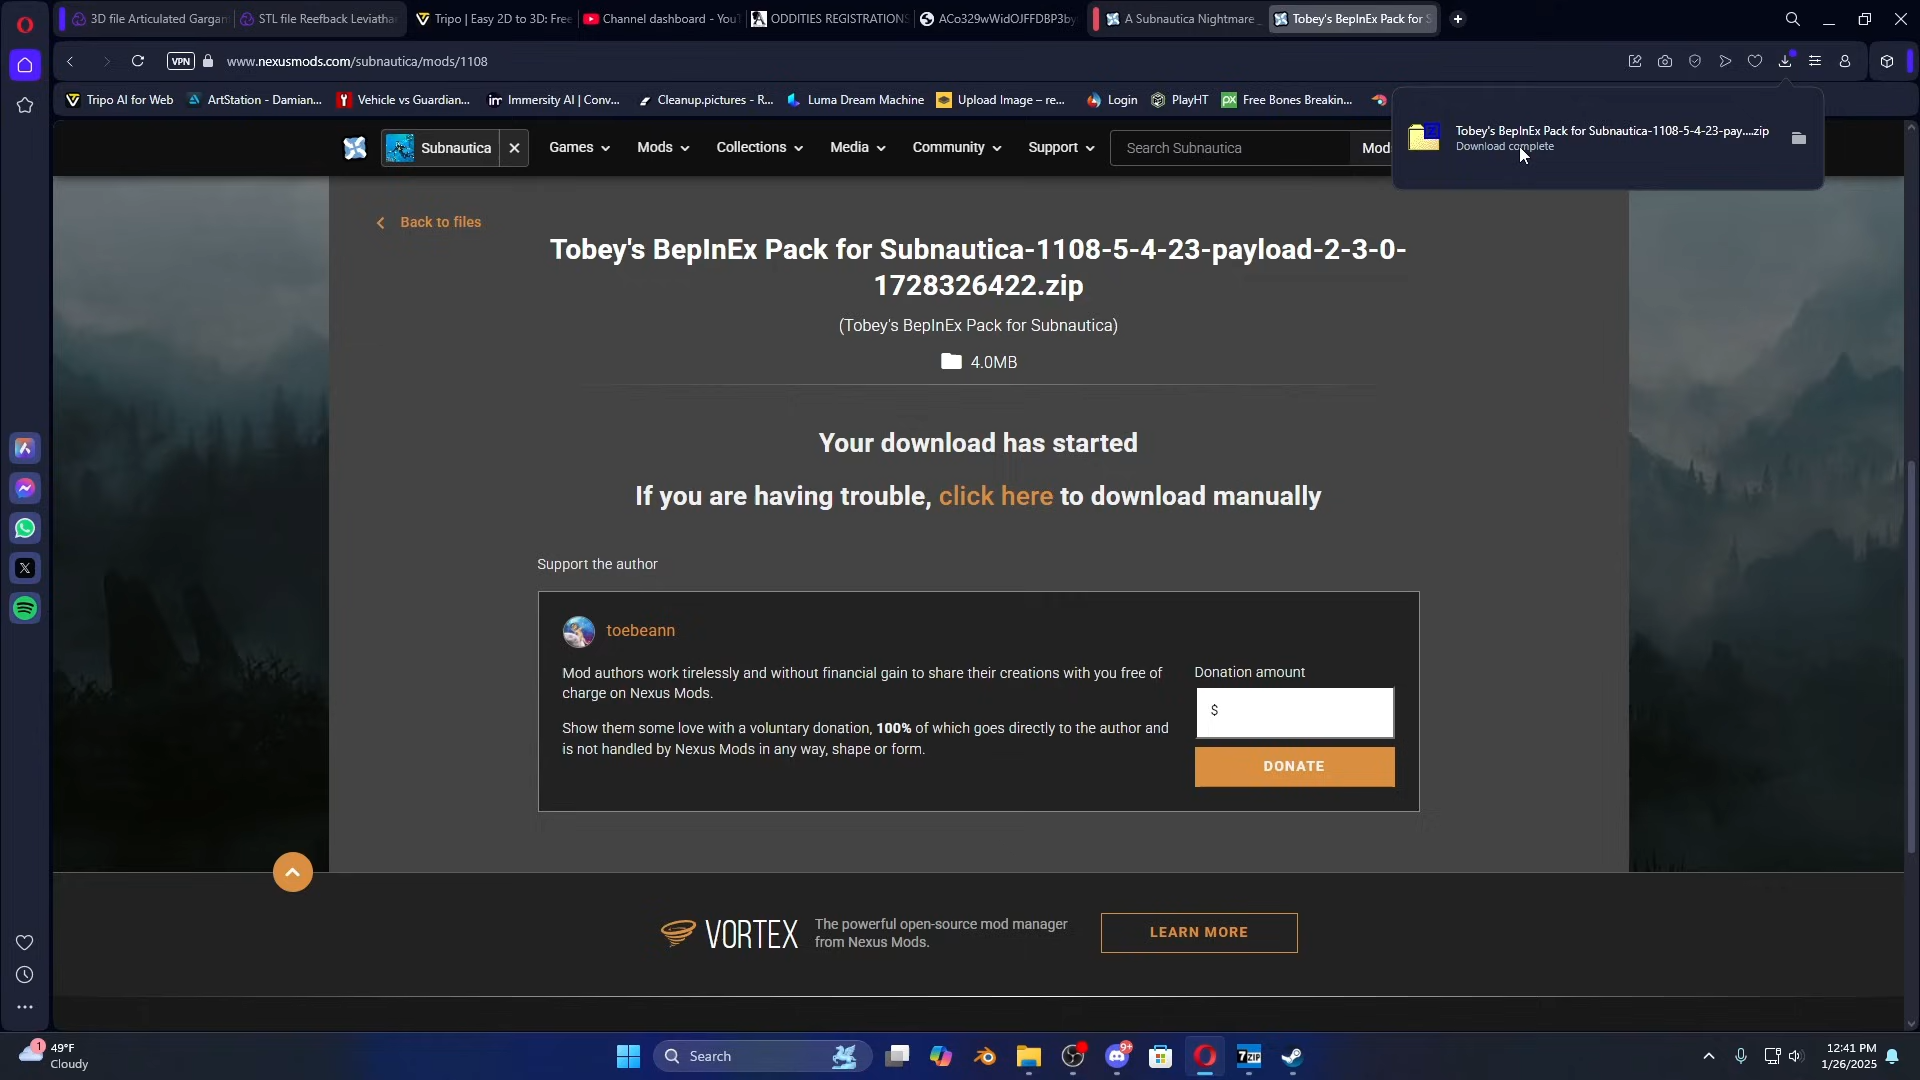 3D file Articulated Gargan
STL file Reefback Leviatha
Tripo | Easy 2D to 3D: Free
Channel dashboard - YouT
ODDITIES REGISTRATIONS
ACo329wWidOJFFDBP3by
A Subnautica Nightmare
Tobey's BepInEx Pack for S
VPN
www.nexusmods.com/subnautica/mods/1108
Tripo AI for Web
ArtStation - Damian...
Vehicle vs Guardian...
Immersity AI | Conv...
Cleanup.pictures - R...
Luma Dream Machine
Upload Image – re...
Login
PlayHT
Free Bones Breakin...
Tobey's BepInEx Pack for Subnautica-1108-5-4-23-pay....zip
Download complete
Subnautica
Games
Mods
Collections
Media
Community
Support
Search Subnautica
Mods
Back to files
Tobey's BepInEx Pack for Subnautica-1108-5-4-23-payload-2-3-0-
1728326422.zip
(Tobey's BepInEx Pack for Subnautica)
4.0MB
Your download has started
If you are having trouble, click here to download manually
Support the author
toebeann
Mod authors work tirelessly and without financial gain to share their creations with you free of
charge on Nexus Mods.
Show them some love with a voluntary donation, 100% of which goes directly to the author and
is not handled by Nexus Mods in any way, shape or form.
Donation amount
$
DONATE
VORTEX
The powerful open-source mod manager
from Nexus Mods.
LEARN MORE
1
49°F
Cloudy
Search
9+
7ZIP
12:41 PM
1/26/2025